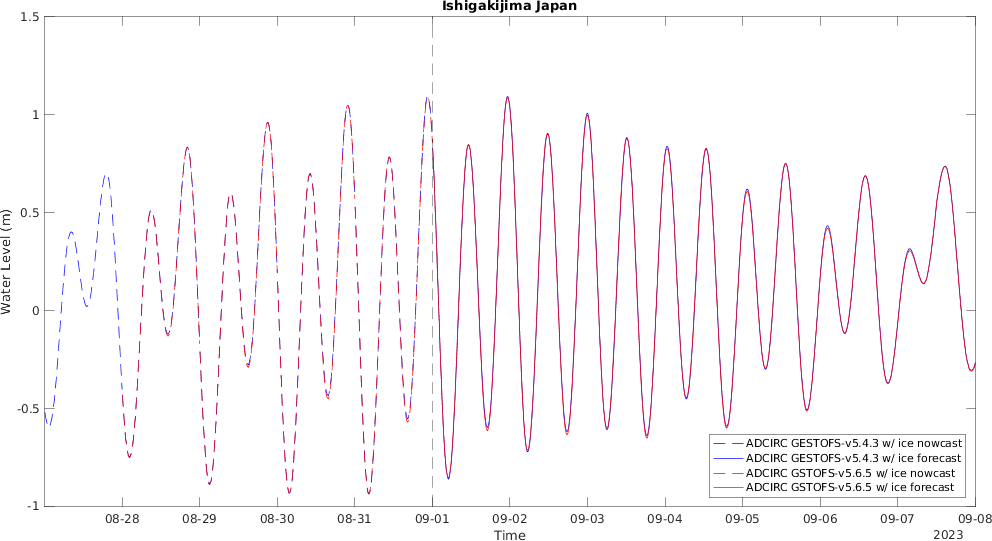 Ishigakijima Japan
1.5
1
0.5
0
-0.5
-1
Water Level (m)
08-28 08-29 08-30 08-31 09-01 09-02 09-03 09-04 09-05 09-06 09-07 09-08
Time
2023
ADCIRC GESTOFS-v5.4.3 w/ ice nowcast
ADCIRC GESTOFS-v5.4.3 w/ ice forecast
ADCIRC GSTOFS-v5.6.5 w/ ice nowcast
ADCIRC GSTOFS-v5.6.5 w/ ice forecast